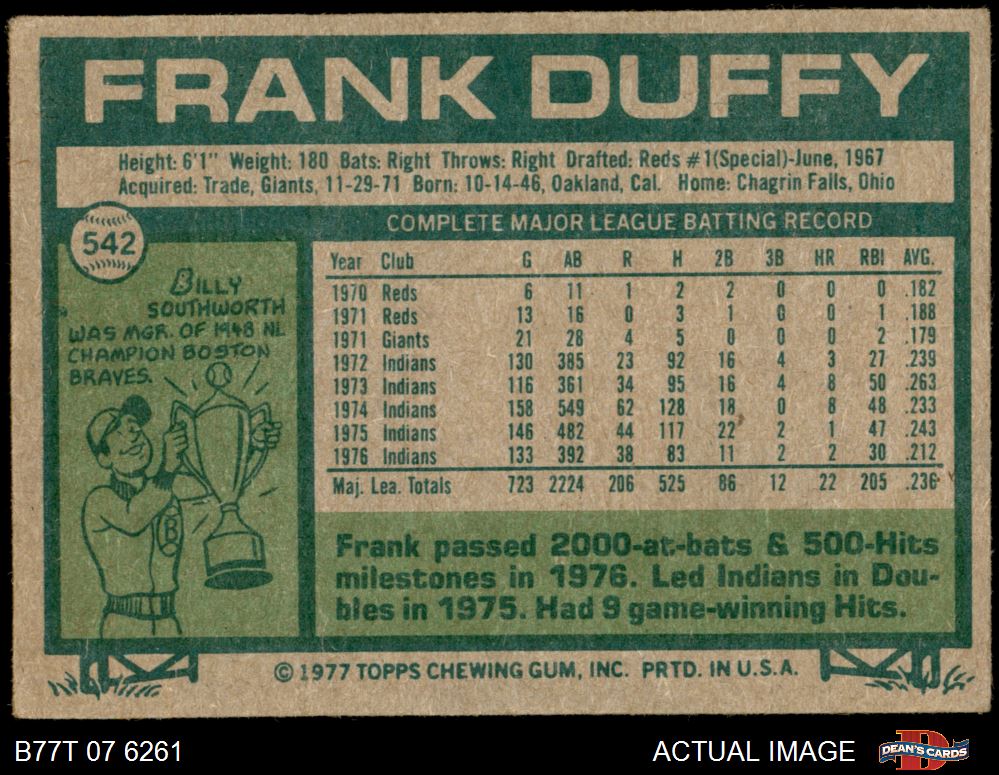 FRANK DUFFY
Height: 6'1" Weight: 180 Bats: Right Throws: Right Drafted: Reds #1(Special)-June, 1967
Acquired: Trade, Giants, 11-29-71 Born: 10-14-46, Oakland, Cal. Home: Chagrin Falls, Ohio
542
BILLY
SOUTHWORTH
WAS MGR. OF 1948 NL
CHAMPION BOSTON
BRAVES.
B
COMPLETE MAJOR LEAGUE BATTING RECORD
Year Club G AB R H 2B 3B HR RBI AVG.
1970 Reds 6 11 1 2 2 0 0 0 .182
1971 Reds 13 16 0 3 1 0 0 1 .188
1971 Giants 21 28 4 5 0 0 0 2 .179
1972 Indians 130 385 23 92 16 4 3 27 .239
1973 Indians 116 361 34 95 16 4 8 50 .263
1974 Indians 158 549 62 128 18 0 8 48 .233
1975 Indians 146 482 44 117 22 2 1 47 .243
1976 Indians 133 392 38 83 11 2 2 30 .212
Maj. Lea. Totals 723 2224 206 525 86 12 22 205 .236
Frank passed 2000-at-bats & 500-Hits
milestones in 1976. Led Indians in Dou-
bles in 1975. Had 9 game-winning Hits.
© 1977 TOPPS CHEWING GUM, INC. PRTD. IN U.S.A.
B77T 07 6261
ACTUAL IMAGE
D
DEAN'S CARDS